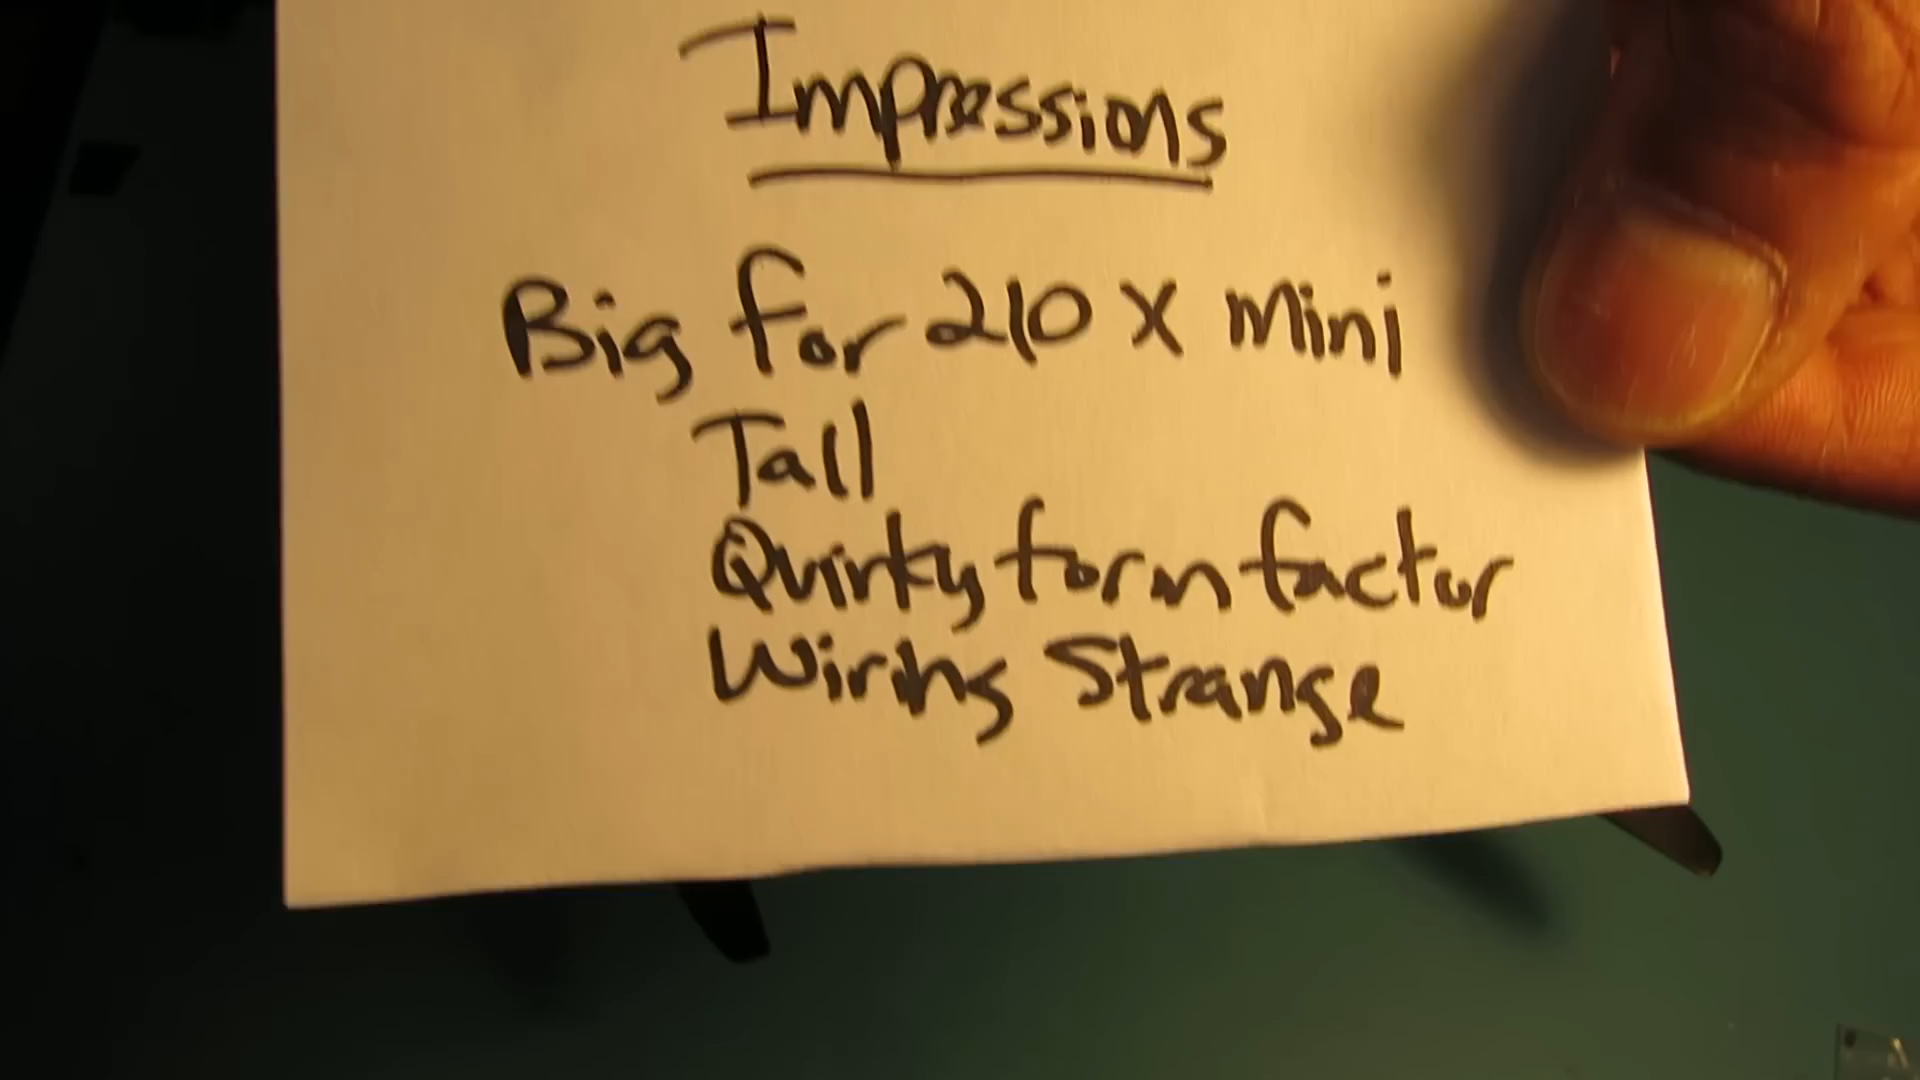 Impressions
Big for 210 X Mini
Tall
Quirky form factor
Wiring Strange